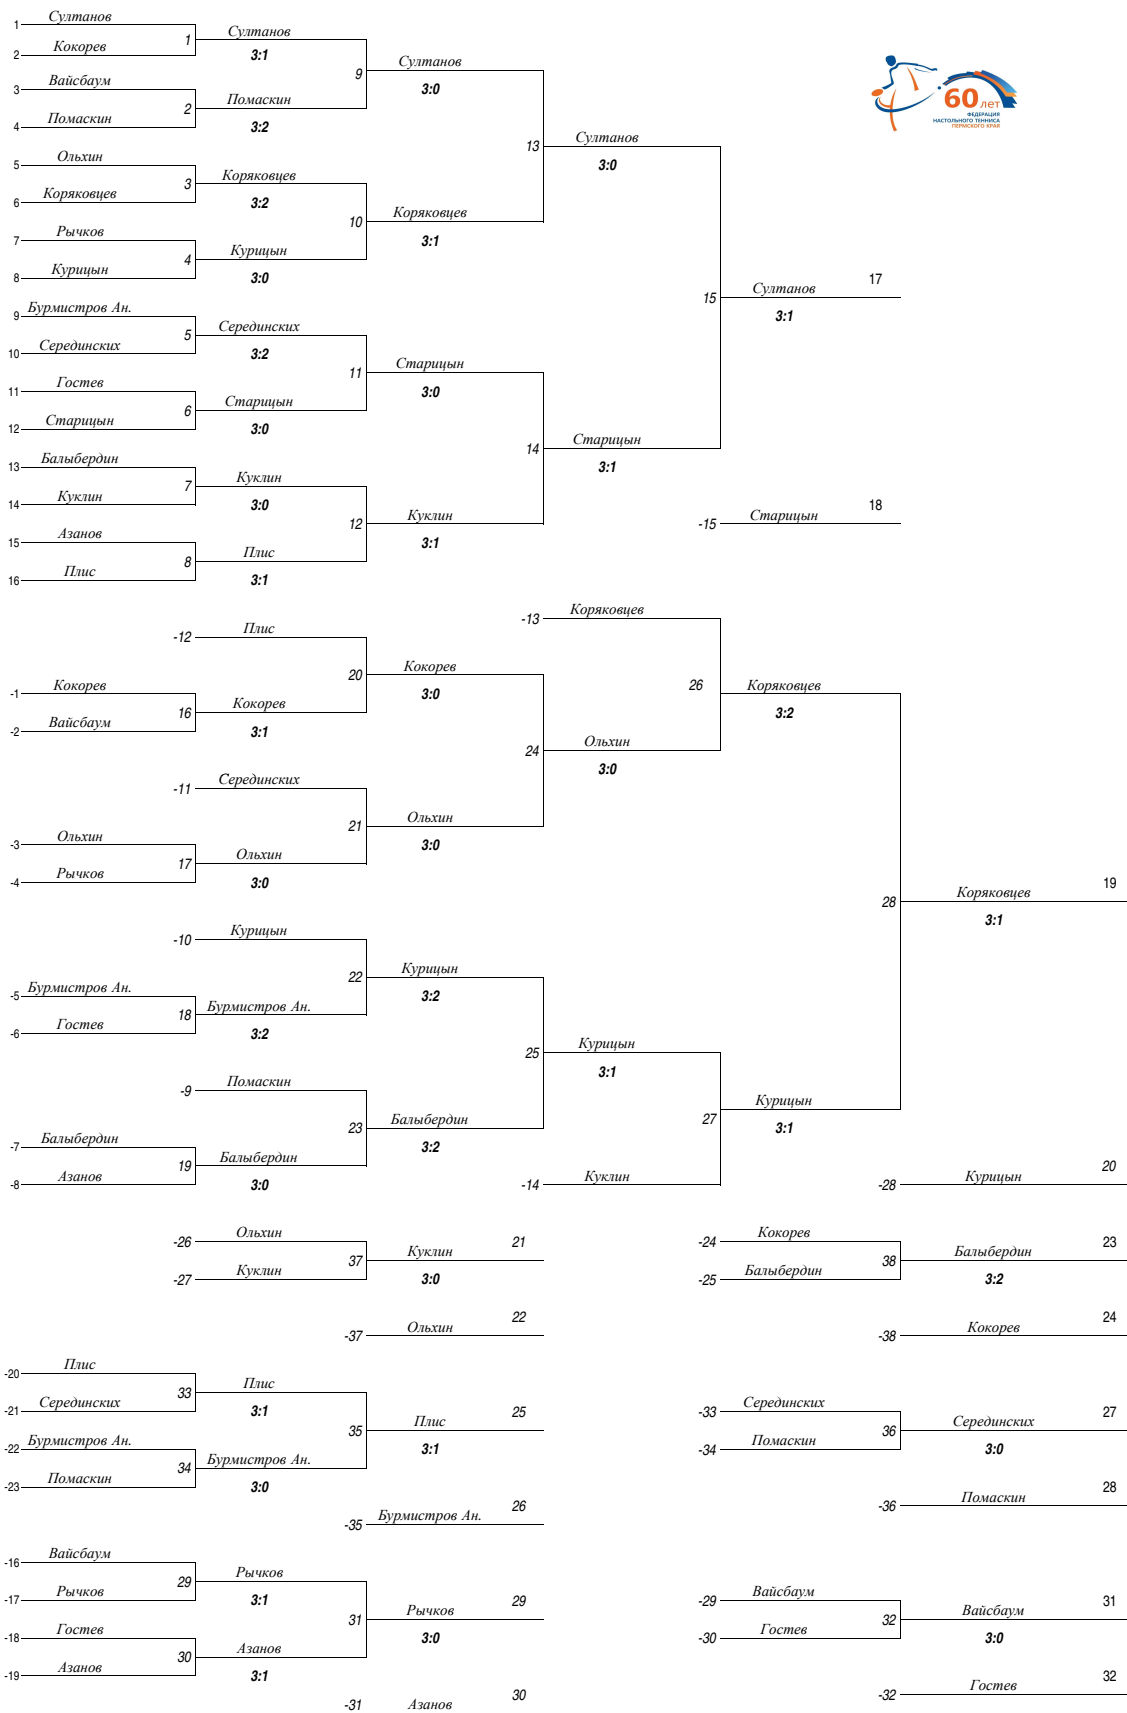 1 Султанов
1 Султанов
2 Кокорев
3:1
9 Султанов
3:0
3 Вайсбаум
2 Помаскин
4 Помаскин
3:2
60 лет
ФЕДЕРАЦИЯ
НАСТОЛЬНОГО ТЕННИСА
ПЕРМСКОГО КРАЯ
13 Султанов
3:0
5 Ольхин
3 Коряковцев
6 Коряковцев
3:2
10 Коряковцев
3:1
7 Рычков
4 Курицын
8 Курицын
3:0
15 Султанов 17
3:1
9 Бурмистров Ан.
5 Серединских
10 Серединских
3:2
11 Старицын
3:0
11 Гостев
6 Старицын
12 Старицын
3:0
14 Старицын
3:1
13 Балыбердин
7 Куклин
14 Куклин
3:0
12 Куклин
3:1
15 Азанов
8 Плис
16 Плис
3:1
-15 Старицын 18
-13 Коряковцев
-12 Плис
20 Кокорев
3:0
-1 Кокорев
16 Кокорев
-2 Вайсбаум
3:1
26 Коряковцев
3:2
24 Ольхин
3:0
-11 Серединских
21 Ольхин
3:0
-3 Ольхин
17 Ольхин
-4 Рычков
3:0
28 Коряковцев 19
3:1
-10 Курицын
22 Курицын
3:2
-5 Бурмистров Ан.
18 Бурмистров Ан.
-6 Гостев
3:2
25 Курицын
3:1
-9 Помаскин
23 Балыбердин
3:2
27 Курицын
3:1
-7 Балыбердин
19 Балыбердин
-8 Азанов
3:0
-14 Куклин
-28 Курицын 20
-26 Ольхин
37 Куклин 21
-27 Куклин
3:0
-24 Кокорев
38 Балыбердин 23
-25 Балыбердин
3:2
-37 Ольхин 22
-38 Кокорев 24
-20 Плис
33 Плис
-21 Серединских
3:1
35 Плис 25
3:1
-22 Бурмистров Ан.
34 Бурмистров Ан.
-23 Помаскин
3:0
-33 Серединских
36 Серединских 27
-34 Помаскин
3:0
-35 Бурмистров Ан. 26
-36 Помаскин 28
-16 Вайсбаум
29 Рычков
-17 Рычков
3:1
31 Рычков 29
3:0
-18 Гостев
30 Азанов
-19 Азанов
3:1
-29 Вайсбаум
32 Вайсбаум 31
-30 Гостев
3:0
-31 Азанов 30
-32 Гостев 32